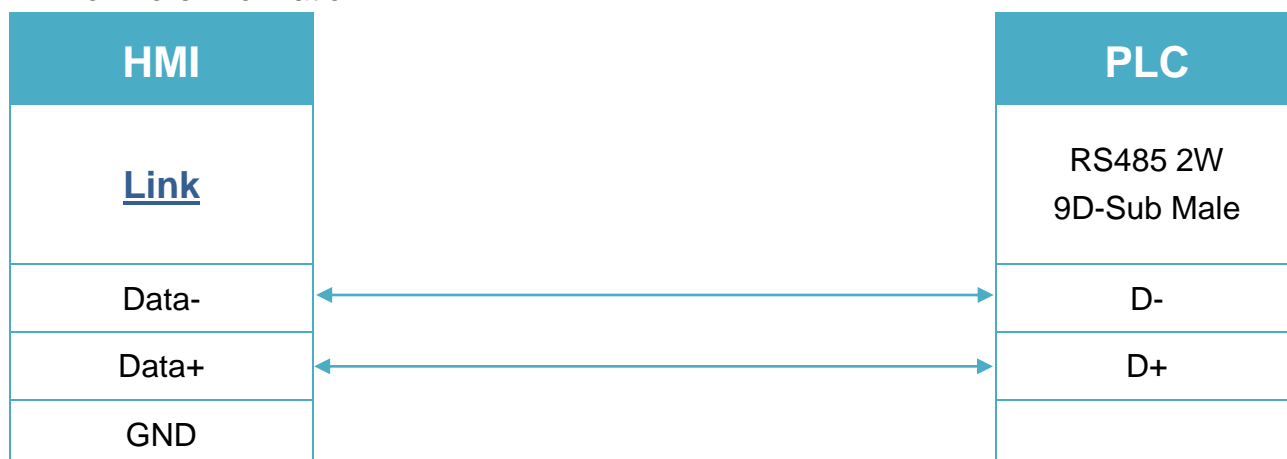 HMI
PLC
Link
RS485 2W
9D-Sub Male
Data-
D-
Data+
D+
GND